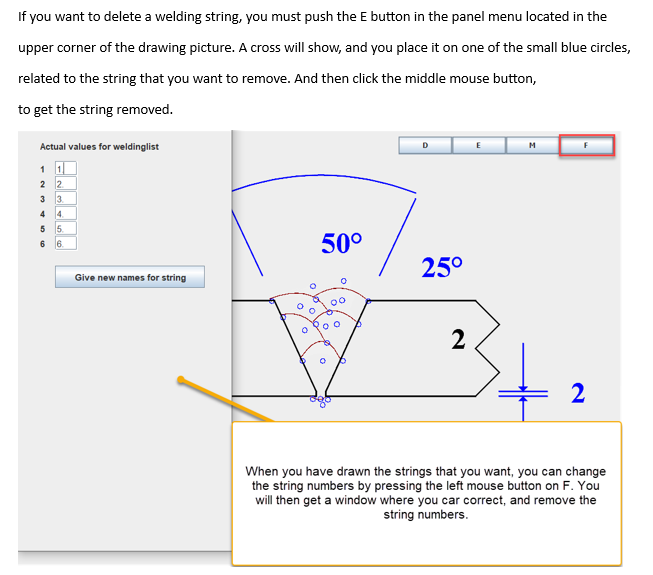 If you want to delete a welding string, you must push the E button in the panel menu located in the
upper corner of the drawing picture. A cross will show, and you place it on one of the small blue circles,
related to the string that you want to remove. And then click the middle mouse button,
to get the string removed.
Actual values for weldinglist
D E M F
1 1
2 2.
3 3.
4 4.
5 5.
6 6.
Give new names for string
50°
25°
2
2
When you have drawn the strings that you want, you can change
the string numbers by pressing the left mouse button on F. You
will then get a window where you car correct, and remove the
string numbers.